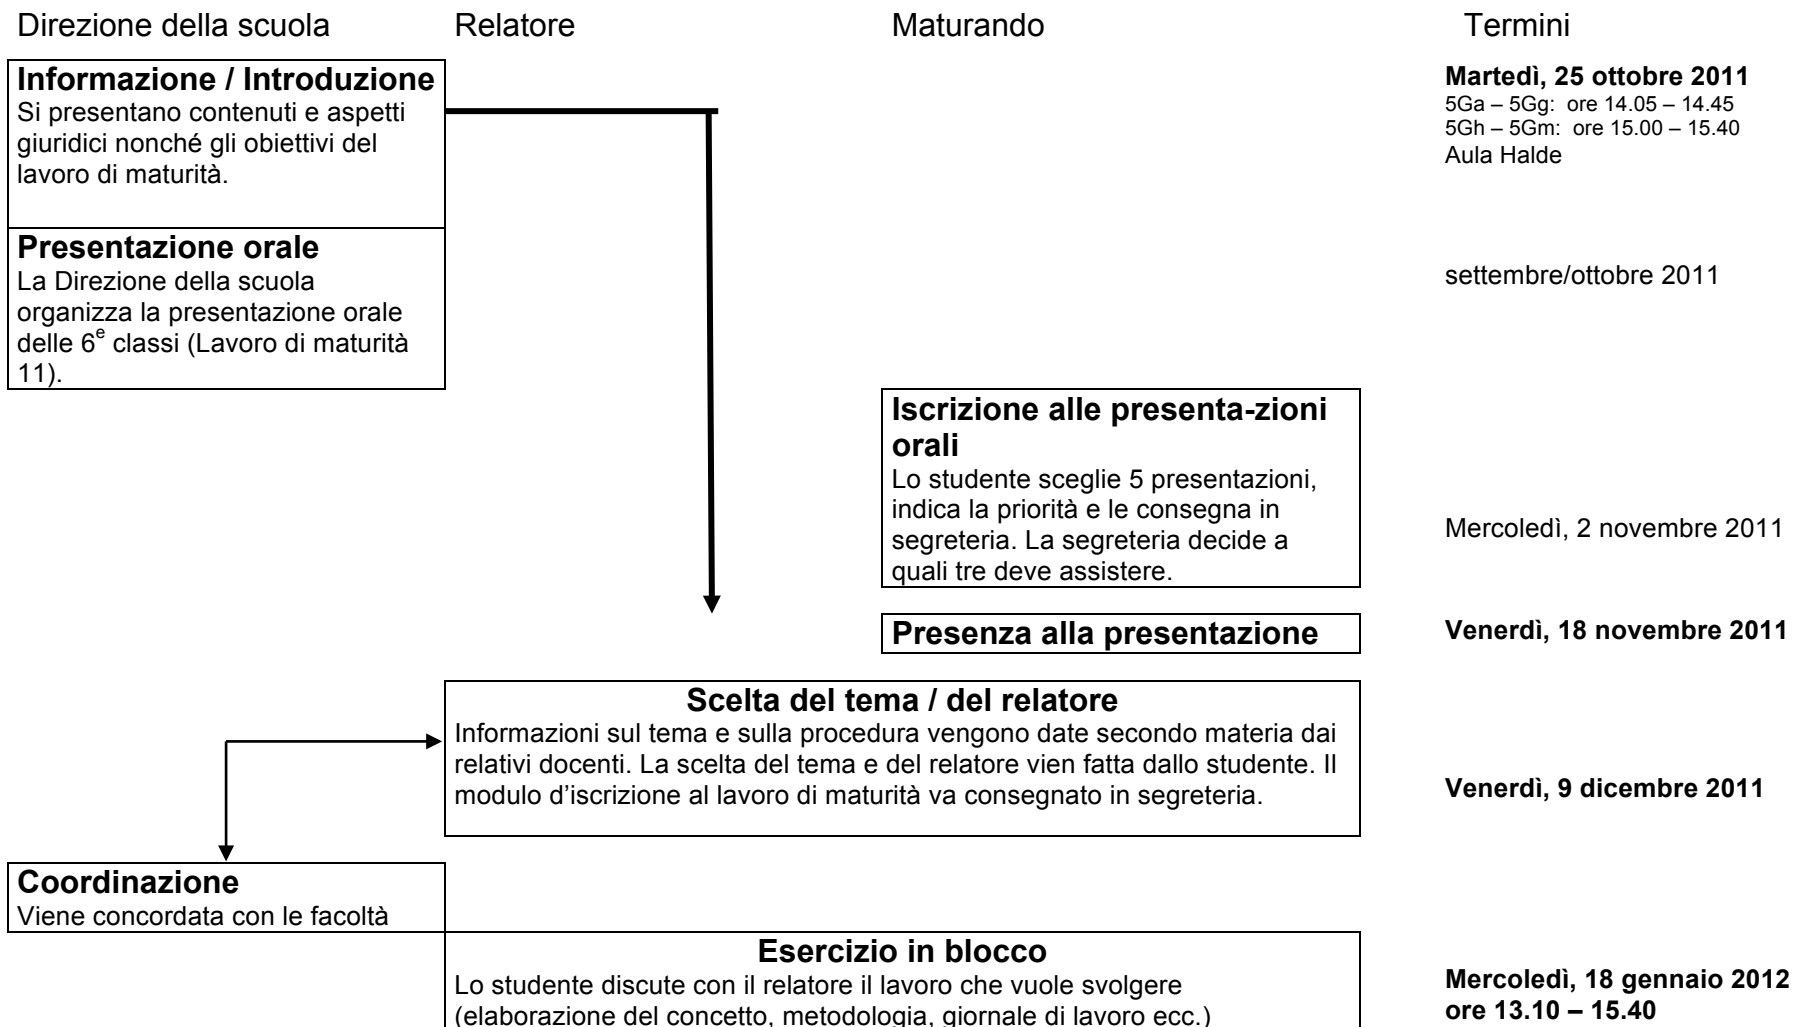 Direzione della scuola Relatore Maturando Termini
Informazione / Introduzione
Si presentano contenuti e aspetti
giuridici nonché gli obiettivi del
lavoro di maturità.
Martedì, 25 ottobre 2011
5Ga – 5Gg: ore 14.05 – 14.45
5Gh – 5Gm: ore 15.00 – 15.40
Aula Halde
Presentazione orale
La Direzione della scuola
organizza la presentazione orale
delle 6e classi (Lavoro di maturità
11).
settembre/ottobre 2011
Iscrizione alle presenta-zioni
orali
Lo studente sceglie 5 presentazioni,
indica la priorità e le consegna in
segreteria. La segreteria decide a
quali tre deve assistere.
Mercoledì, 2 novembre 2011
Presenza alla presentazione
Venerdì, 18 novembre 2011
Scelta del tema / del relatore
Informazioni sul tema e sulla procedura vengono date secondo materia dai
relativi docenti. La scelta del tema e del relatore vien fatta dallo studente. Il
modulo d’iscrizione al lavoro di maturità va consegnato in segreteria.
Venerdì, 9 dicembre 2011
Coordinazione
Viene concordata con le facoltà
Esercizio in blocco
Lo studente discute con il relatore il lavoro che vuole svolgere
(elaborazione del concetto, metodologia, giornale di lavoro ecc.)
Mercoledì, 18 gennaio 2012
ore 13.10 – 15.40